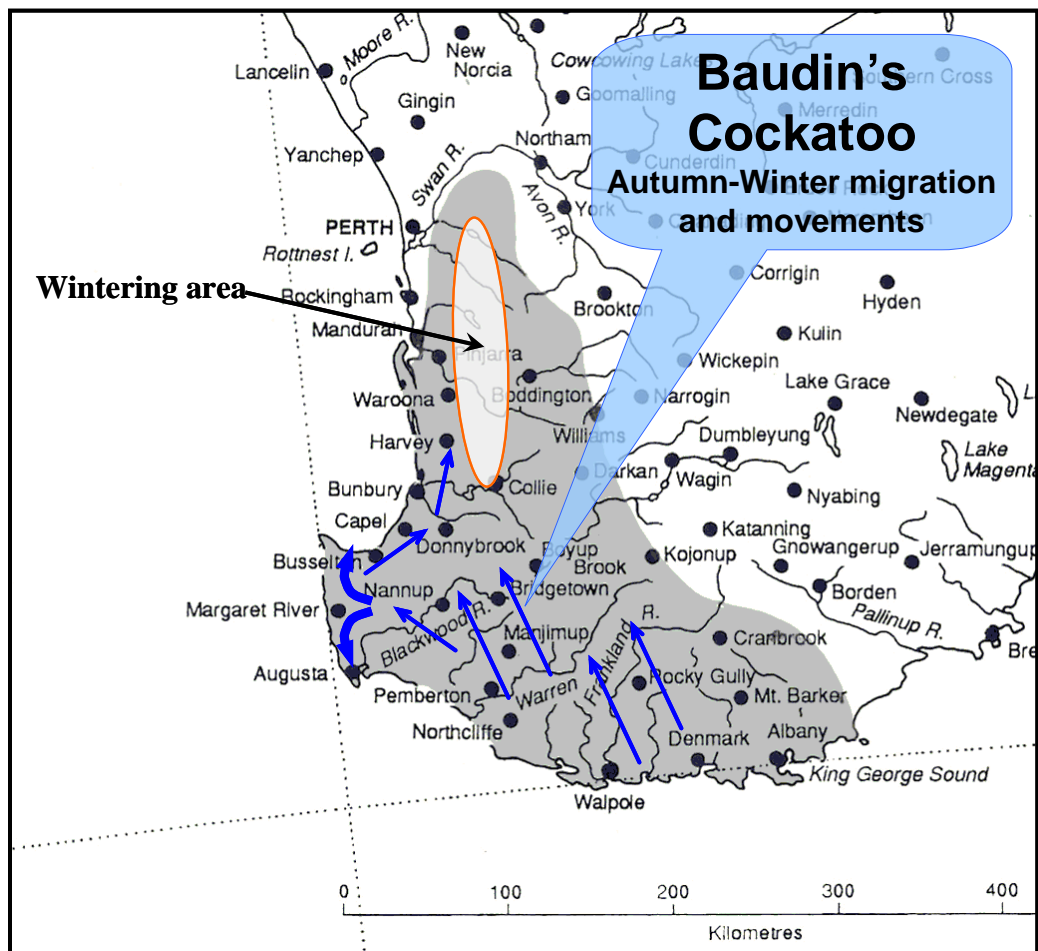 Baudin’s
Cockatoo
Autumn-Winter migration
and movements
Wintering area
Lancelin
Moore R.
New
Norcia
Cowcowing Lakes
Southern Cross
Gingin
Goomalling
Merredin
Yanchep
Swan R.
Northam
Cunderdin
Avon R.
York
PERTH
Rottnest I.
Corrigin
Rockingham
Brookton
Hyden
Mandurah
Kulin
Pinjarra
Wickepin
Boddington
Lake Grace
Waroona
Narrogin
Newdegate
L
Harvey
Williams
Dumbleyung
Lake
Magenta
Darkan
Wagin
Bunbury
Collie
Nyabing
Capel
Katanning
Donnybrook
Boyup
Brook
Kojonup
Gnowangerup
Jerramungup
Busselton
Nannup
Bridgetown
Borden
Margaret River
Blackwood R.
R.
Pallinup R.
Manjimup
Frankland
Cranbrook
Bre
Augusta
Rocky Gully
Pemberton
Warren
Mt. Barker
Northcliffe
Denmark
Albany
King George Sound
Walpole
0 100 200 300 400
Kilometres